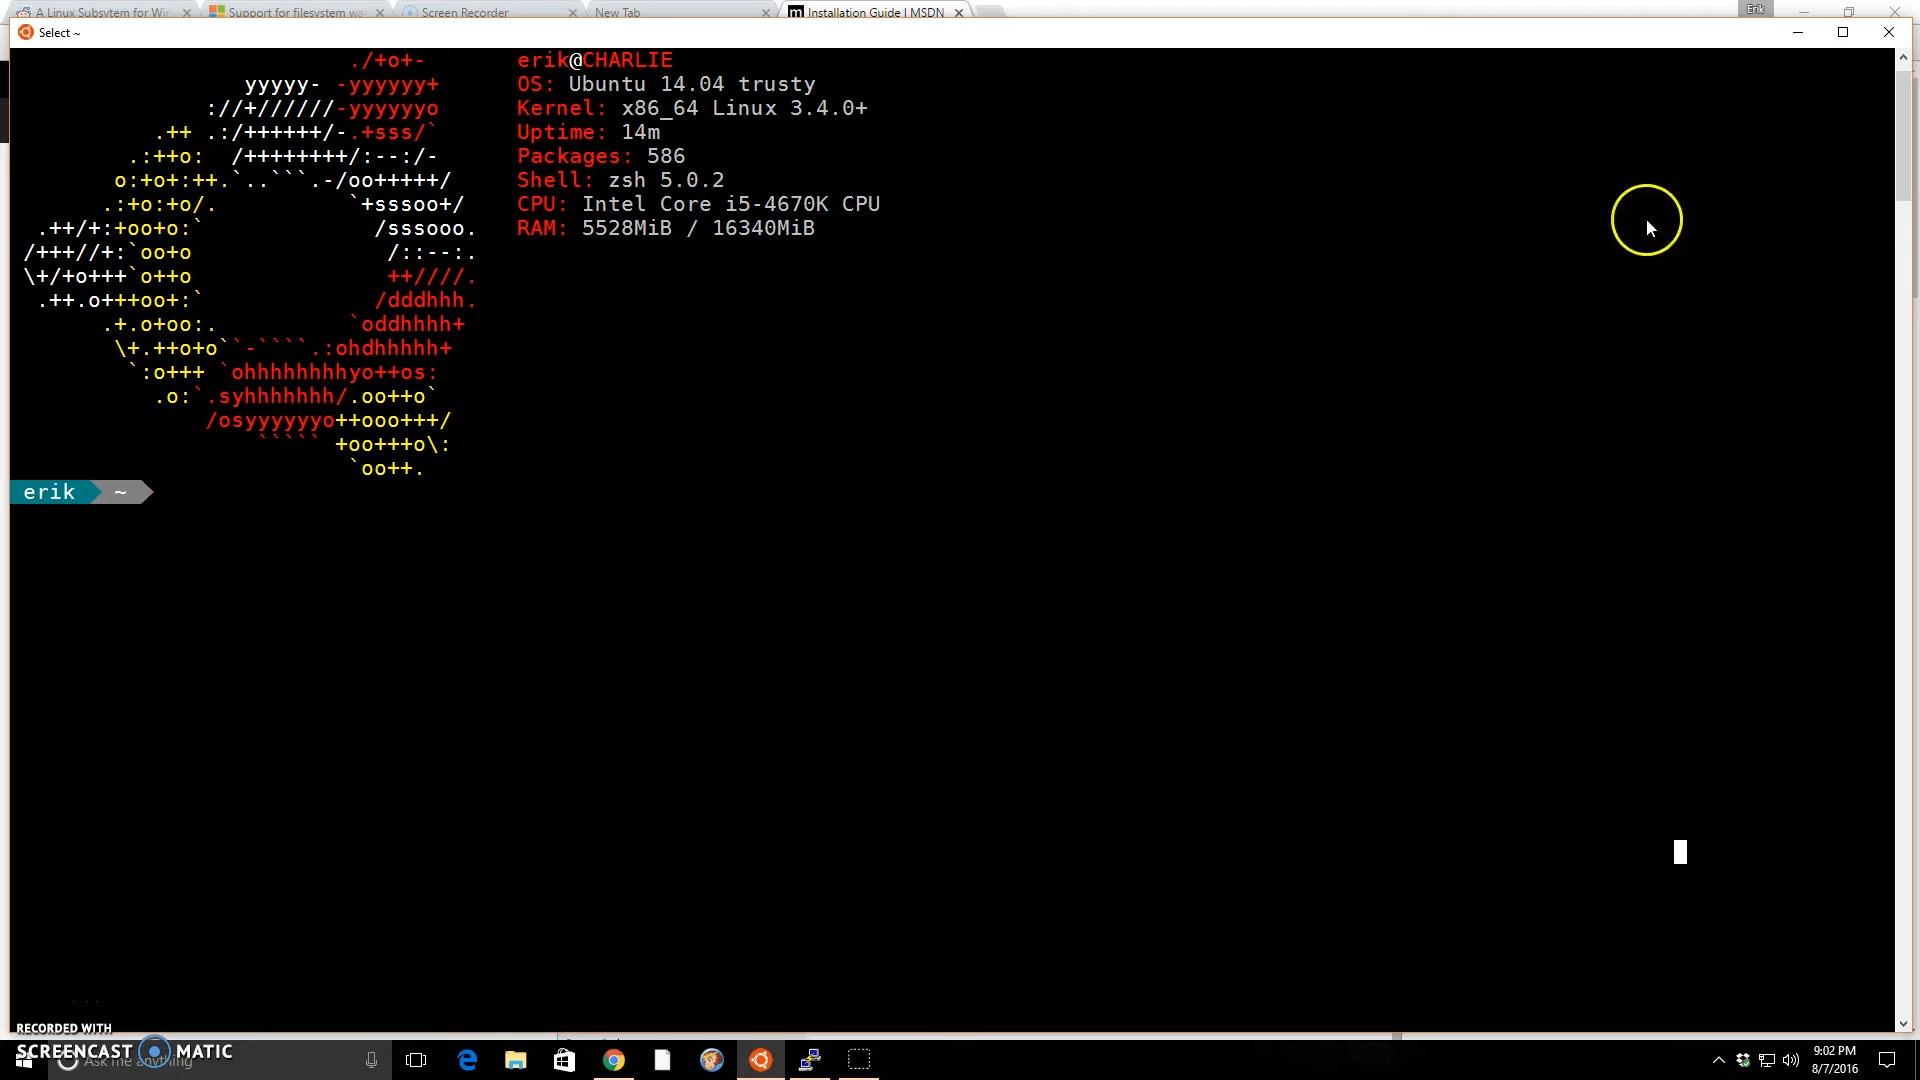 A Linux Subsytem for Win
Support for filesystem wa
Screen Recorder
New Tab
Installation Guide | MSDN
Erik
Select ~
./+o+- erik@CHARLIE
yyyyy- -yyyyyy+ OS: Ubuntu 14.04 trusty
://+//////-yyyyyyo Kernel: x86_64 Linux 3.4.0+
.++ .:/++++++/-.+sss/` Uptime: 14m
.:++o: /++++++++/:--:/- Packages: 586
o:+o+:++.`..```.-/oo+++++/ Shell: zsh 5.0.2
.:+o:+o/. `+sssoo+/ CPU: Intel Core i5-4670K CPU
.++/+:+oo+o:` /sssooo. RAM: 5528MiB / 16340MiB
/+++//+:`oo+o /::--:.
\+/+o+++`o++o ++////.
.++.o+++oo+:` /dddhhh.
.+.o+oo:. `oddhhhh+
\+.++o+o``-````.:ohdhhhhh+
`:o+++ `ohhhhhhhhyo++os:
.o:`.syhhhhhhh/.oo++o`
/osyyyyyyo++ooo+++/
````` +oo+++o\:
`oo++.
erik ~
RECORDED WITH
SCREENCAST MATIC
Ask me anything
9:02 PM
8/7/2016